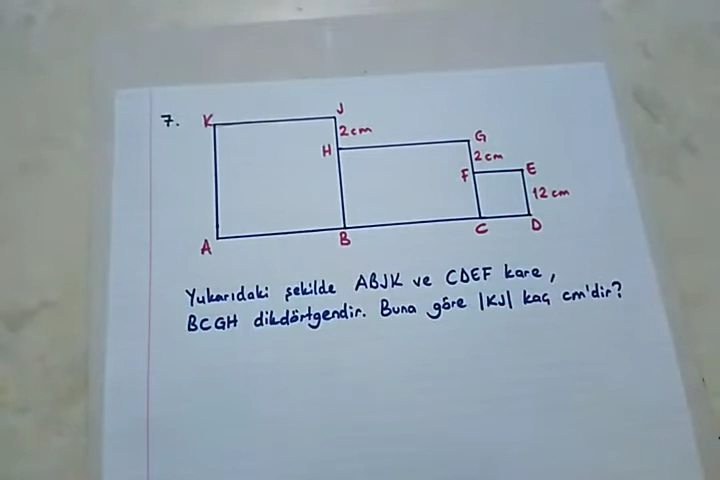 7.
K
J
2cm
H
G
2cm
F
E
12 cm
A
B
C
D
Yukarıdaki şekilde ABJK ve CDEF kare,
BCGH dikdörtgendir. Buna göre |KJ| kaç cm'dir?